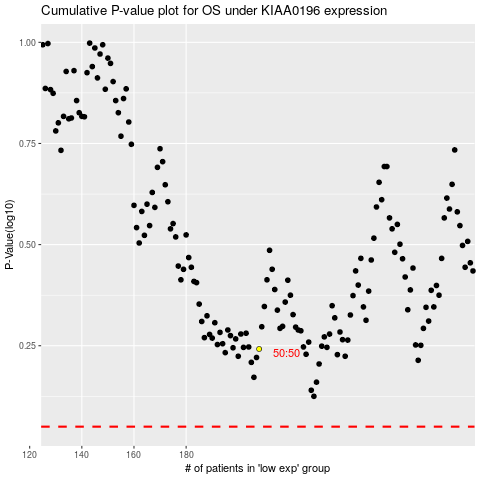 Cumulative P-value plot for OS under KIAA0196 expression
P-Value(log10)
1.00
0.75
0.50
0.25
50:50
120 140 160 180
# of patients in 'low exp' group